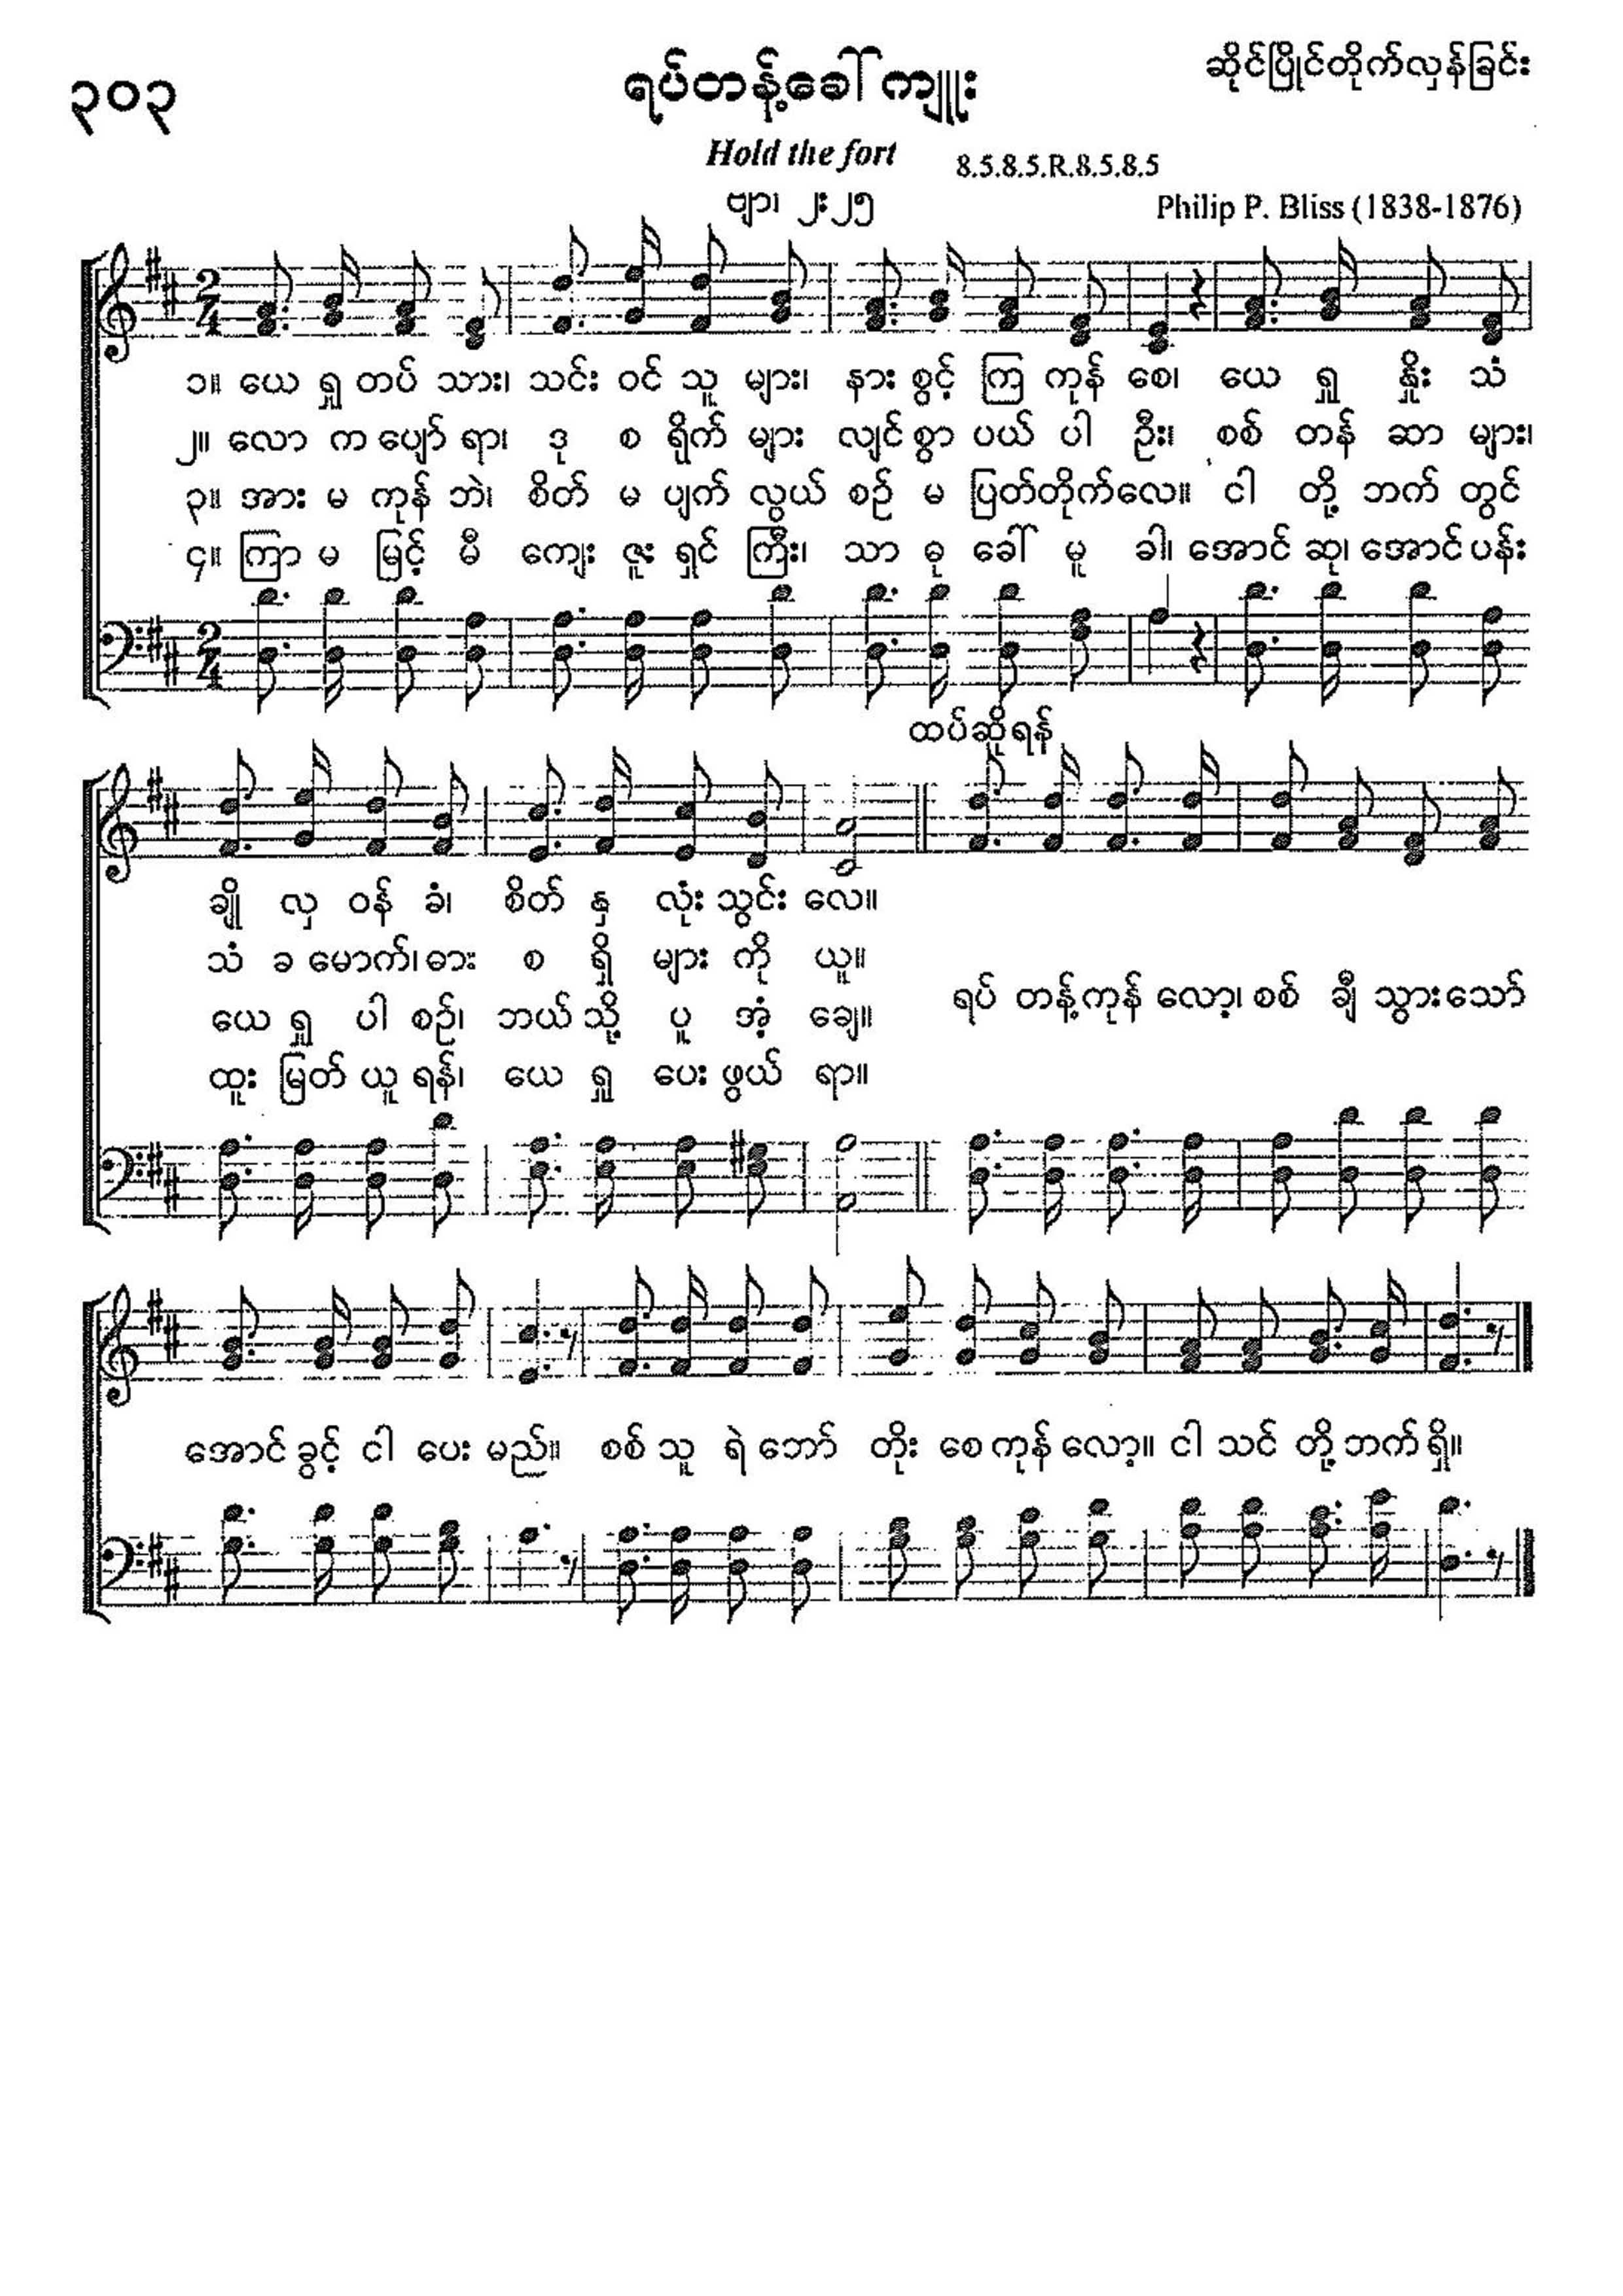 ၃၀၃
ရပ်တန့်ခေါ်ကျူး
ဆိုင်ပြိုင်တိုက်လှန်ခြင်း
Hold the fort
8.5.8.5.R.8.5.8.5
ဗျာ၊ ၂း၂၅
Philip P. Bliss (1838-1876)
၁။ ယေ ရှု တပ် သား၊ သင်း ဝင် သူ များ၊ နား စွင့် ကြ ကုန် စေ၊ ယေ ရှု နှိုး သံ
၂။ လော က ပျော် ရာ၊ ဒု စ ရိုက် များ လျင် စွာ ပယ် ပါ ဦး၊ စစ် တန် ဆာ များ၊
၃။ အား မ ကုန် ဘဲ၊ စိတ် မ ပျက် လွယ် စဉ် မ ပြတ်တိုက်လေ။ ငါ တို့ ဘက် တွင်
၄။ ကြာ မ မြင့် မီ ကျေး ဇူး ရှင် ကြီး၊ သာ ဓု ခေါ် မူ ခါ၊ အောင် ဆု၊ အောင် ပန်း
ထပ်ဆိုရန်
ချို လှ ဝန် ခံ၊ စိတ် နှ လုံး သွင်း လေ။
သံ ခ မောက်၊ ဓား စ ရှိ များ ကို ယူ။
ယေ ရှု ပါ စဉ်၊ ဘယ် သို့ ပူ အံ့ ချေ။
ထူး မြတ် ယူ ရန်၊ ယေ ရှု ပေး ဖွယ် ရာ။
ရပ် တန့် ကုန် လော့၊ စစ် ချီ သွား သော်
အောင် ခွင့် ငါ ပေး မည်။ စစ် သူ ရဲ ဘော် တိုး စေ ကုန် လော့။ ငါ သင် တို့ ဘက် ရှိ။